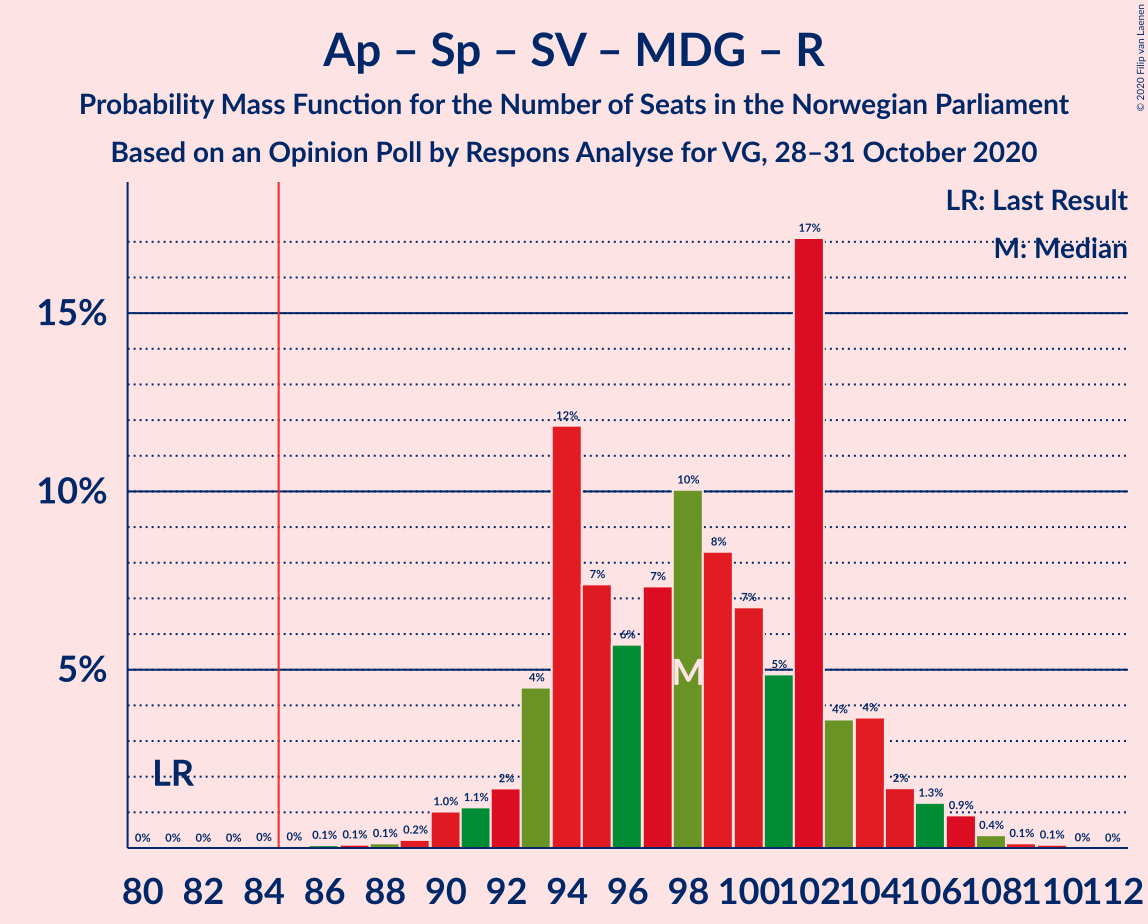 Ap – Sp – SV – MDG – R
Probability Mass Function for the Number of Seats in the Norwegian Parliament
Based on an Opinion Poll by Respons Analyse for VG, 28–31 October 2020
© 2020 Filip van Laenen
LR: Last Result
M: Median
17%
15%
12%
10%
10%
8%
7%
7%
7%
6%
5%
5%
M
4%
4%
4%
LR
2%
2%
1.0%
1.1%
1.3%
0.9%
0% 0% 0% 0% 0% 0% 0.1% 0.1% 0.1% 0.2% 0.4% 0.1% 0.1% 0% 0%
80 82 84 86 88 90 92 94 96 98 100 102 104 106 108 110 112